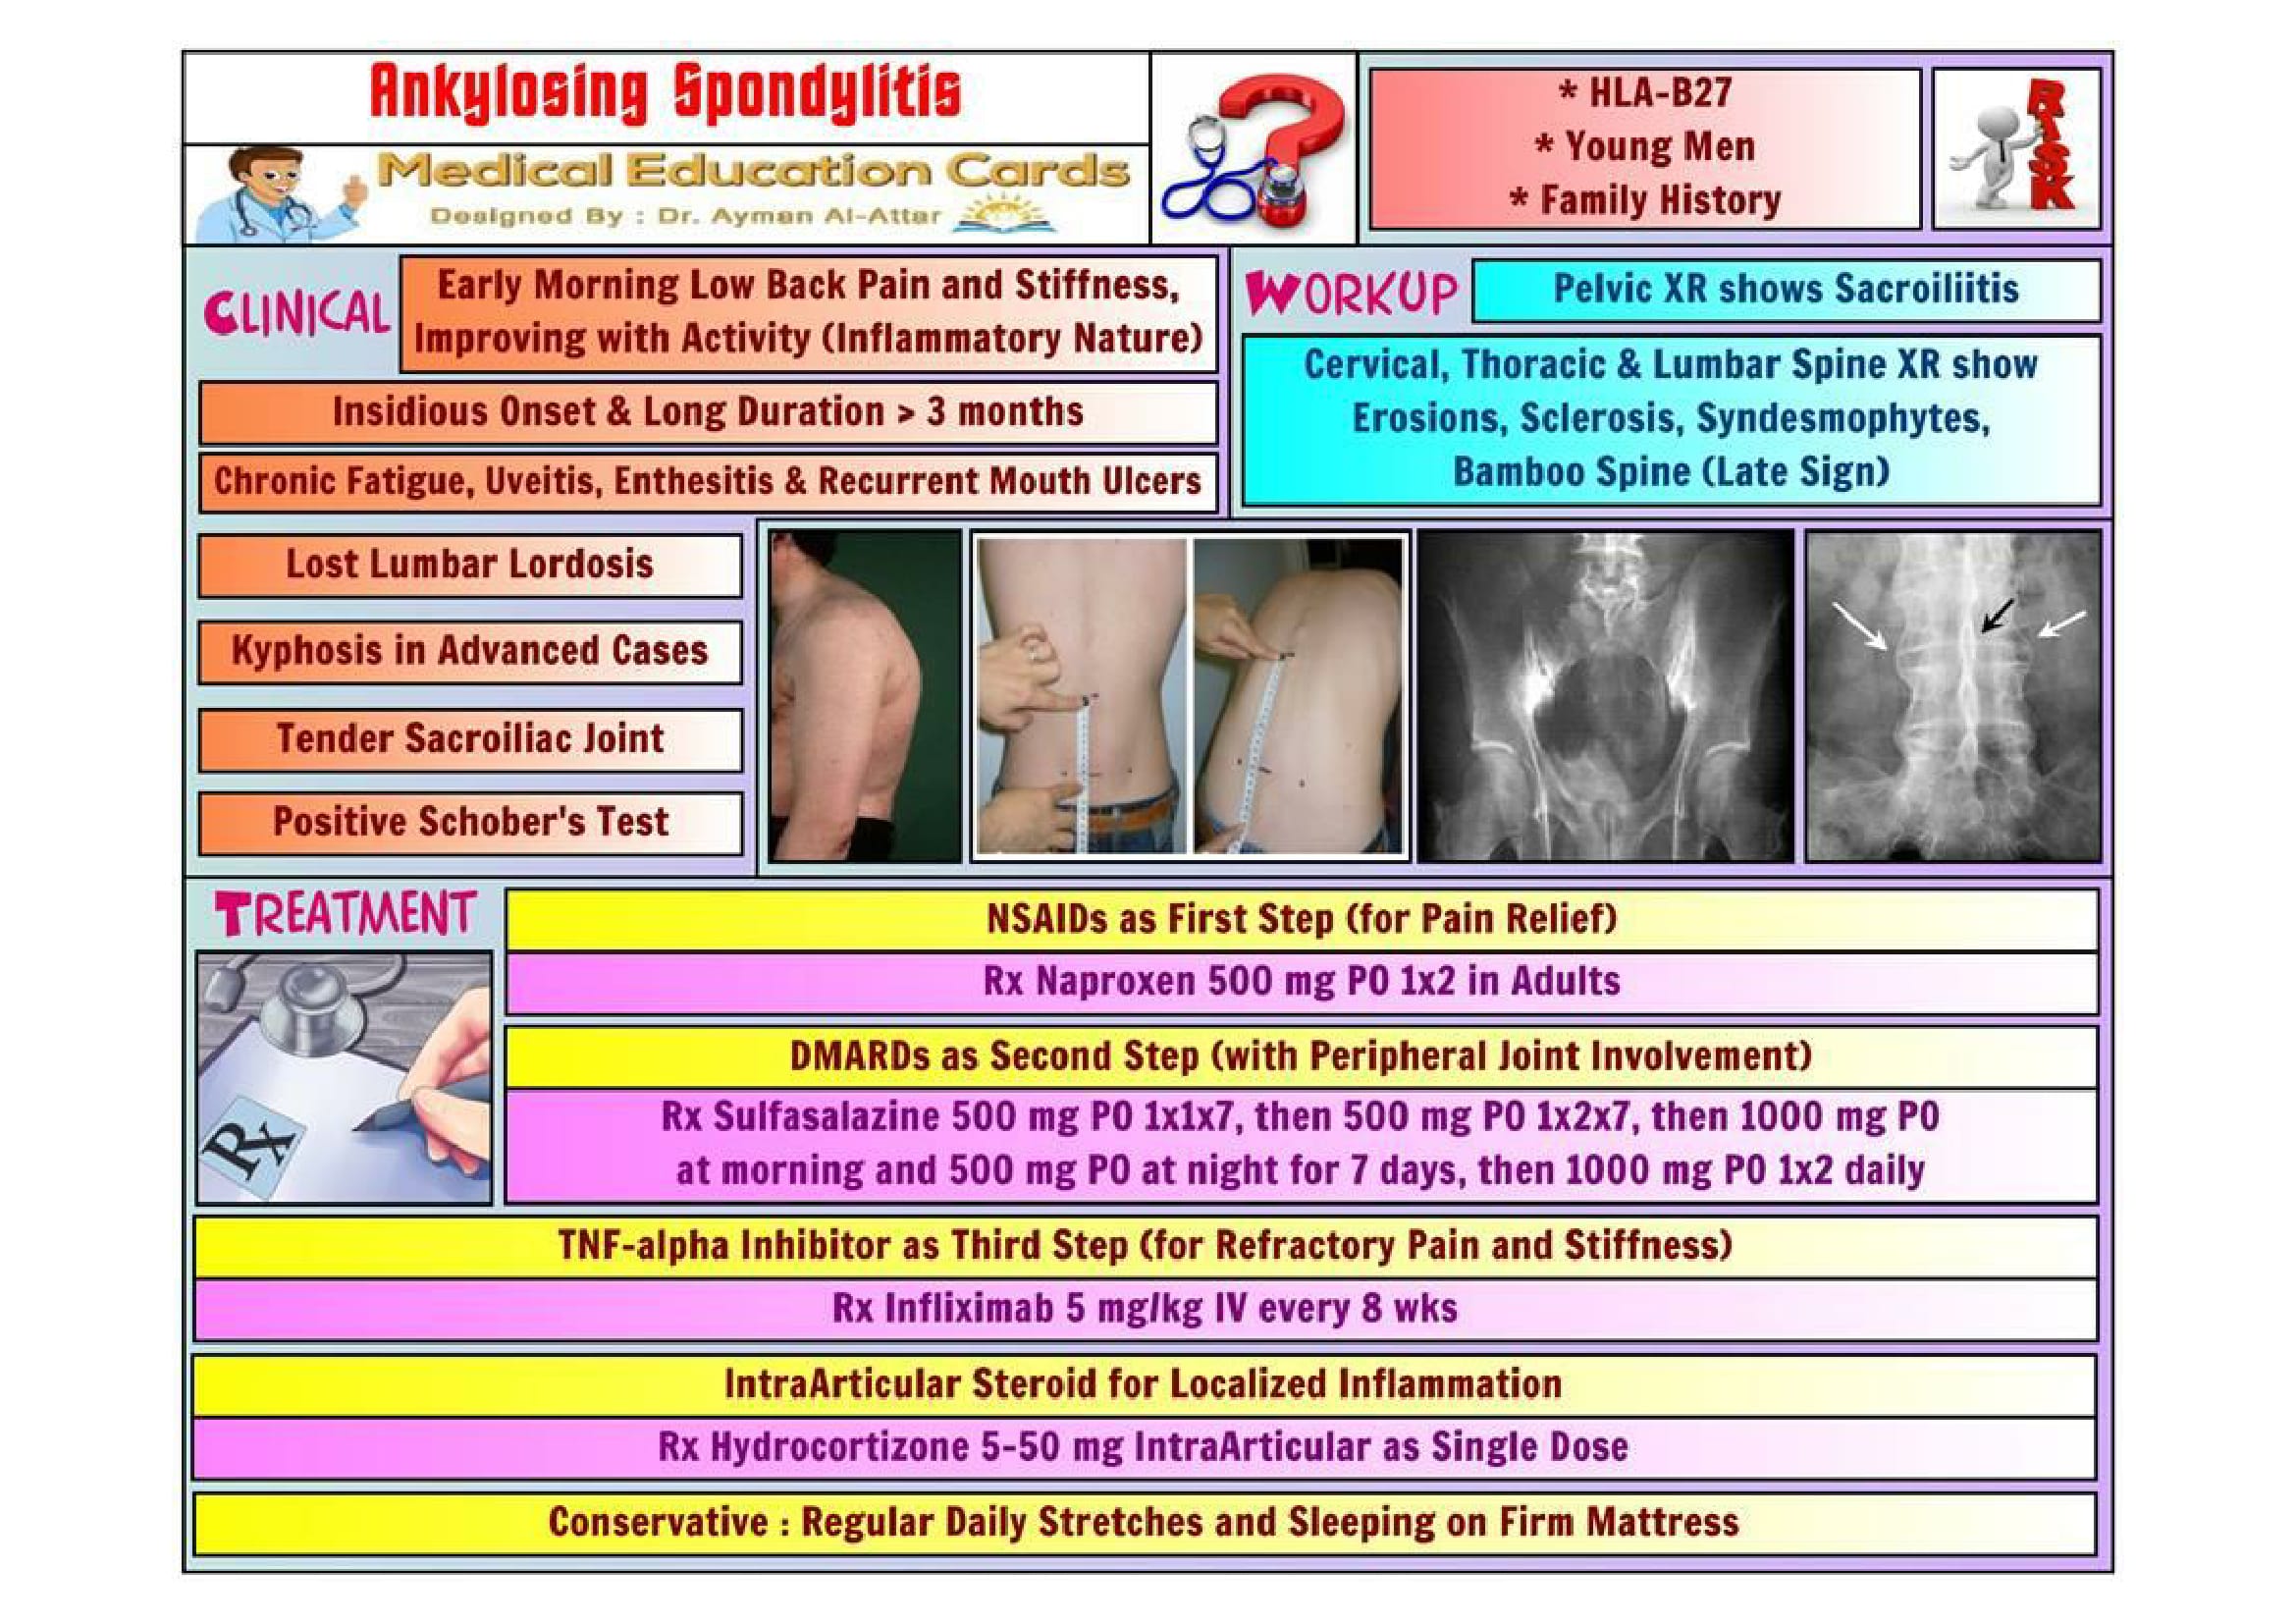 Ankylosing Spondylitis
Medical Education Cards
Designed By : Dr. Ayman Al-Attar
* HLA-B27
* Young Men
* Family History
RISK
CLINICAL
Early Morning Low Back Pain and Stiffness,
Improving with Activity (Inflammatory Nature)
Insidious Onset & Long Duration > 3 months
Chronic Fatigue, Uveitis, Enthesitis & Recurrent Mouth Ulcers
Lost Lumbar Lordosis
Kyphosis in Advanced Cases
Tender Sacroiliac Joint
Positive Schober's Test
WORKUP
Pelvic XR shows Sacroiliitis
Cervical, Thoracic & Lumbar Spine XR show
Erosions, Sclerosis, Syndesmophytes,
Bamboo Spine (Late Sign)
TREATMENT
Rx
NSAIDs as First Step (for Pain Relief)
Rx Naproxen 500 mg PO 1x2 in Adults
DMARDs as Second Step (with Peripheral Joint Involvement)
Rx Sulfasalazine 500 mg PO 1x1x7, then 500 mg PO 1x2x7, then 1000 mg PO
at morning and 500 mg PO at night for 7 days, then 1000 mg PO 1x2 daily
TNF-alpha Inhibitor as Third Step (for Refractory Pain and Stiffness)
Rx Infliximab 5 mg/kg IV every 8 wks
IntraArticular Steroid for Localized Inflammation
Rx Hydrocortizone 5-50 mg IntraArticular as Single Dose
Conservative : Regular Daily Stretches and Sleeping on Firm Mattress